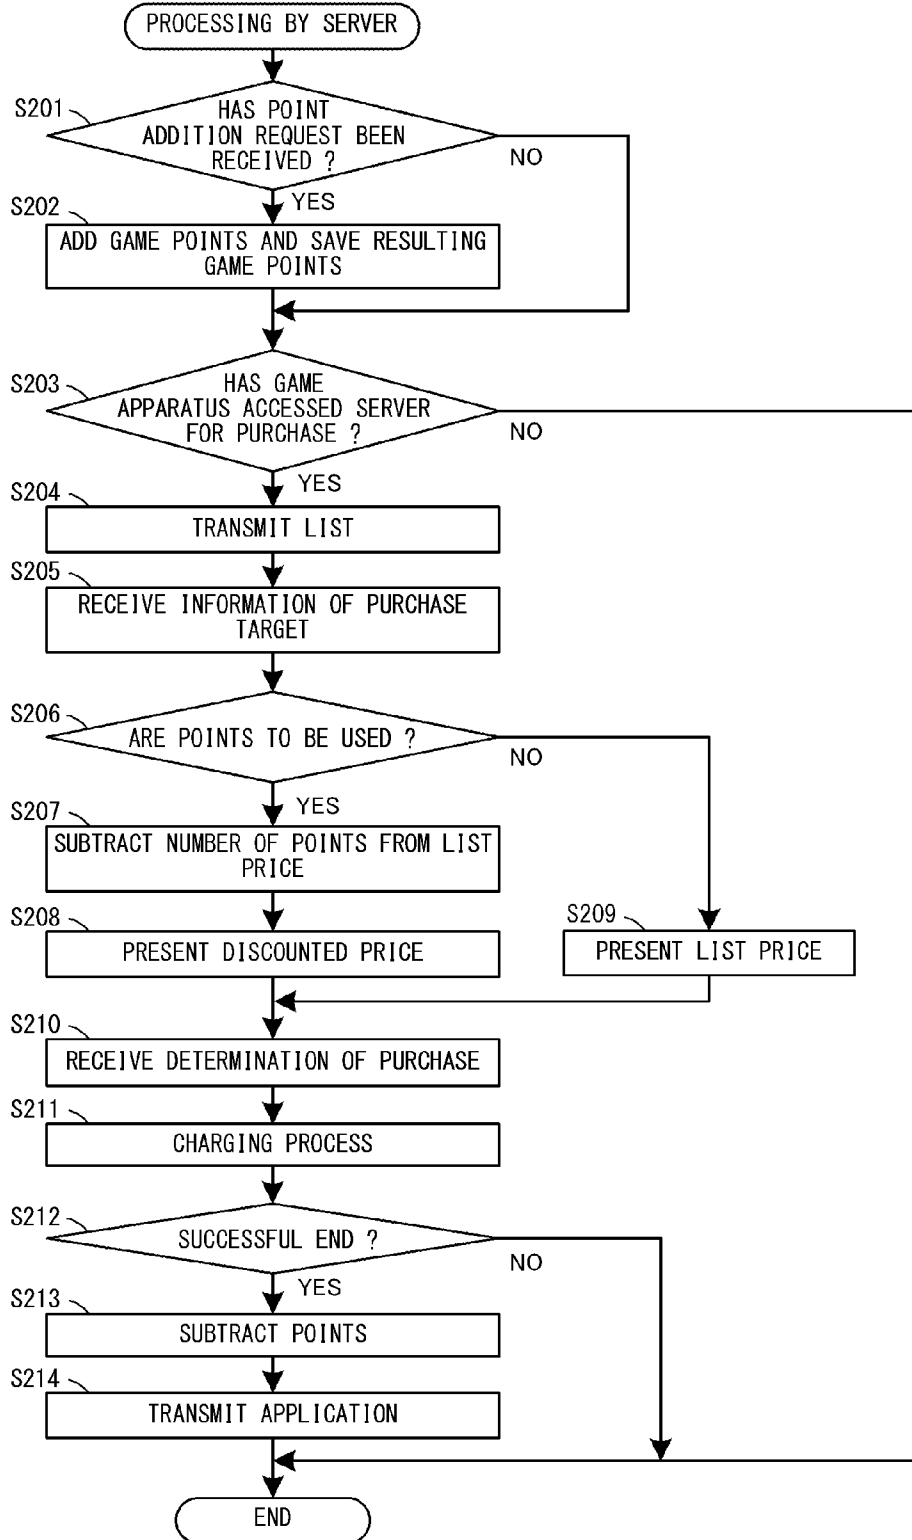 PROCESSING BY SERVER
S201
HAS POINT
ADDITION REQUEST BEEN
RECEIVED ?
NO
YES
S202
ADD GAME POINTS AND SAVE RESULTING
GAME POINTS
S203
HAS GAME
APPARATUS ACCESSED SERVER
FOR PURCHASE ?
NO
YES
S204
TRANSMIT LIST
S205
RECEIVE INFORMATION OF PURCHASE
TARGET
S206
ARE POINTS TO BE USED ?
NO
YES
S207
SUBTRACT NUMBER OF POINTS FROM LIST
PRICE
S208
PRESENT DISCOUNTED PRICE
S209
PRESENT LIST PRICE
S210
RECEIVE DETERMINATION OF PURCHASE
S211
CHARGING PROCESS
S212
SUCCESSFUL END ?
NO
YES
S213
SUBTRACT POINTS
S214
TRANSMIT APPLICATION
END